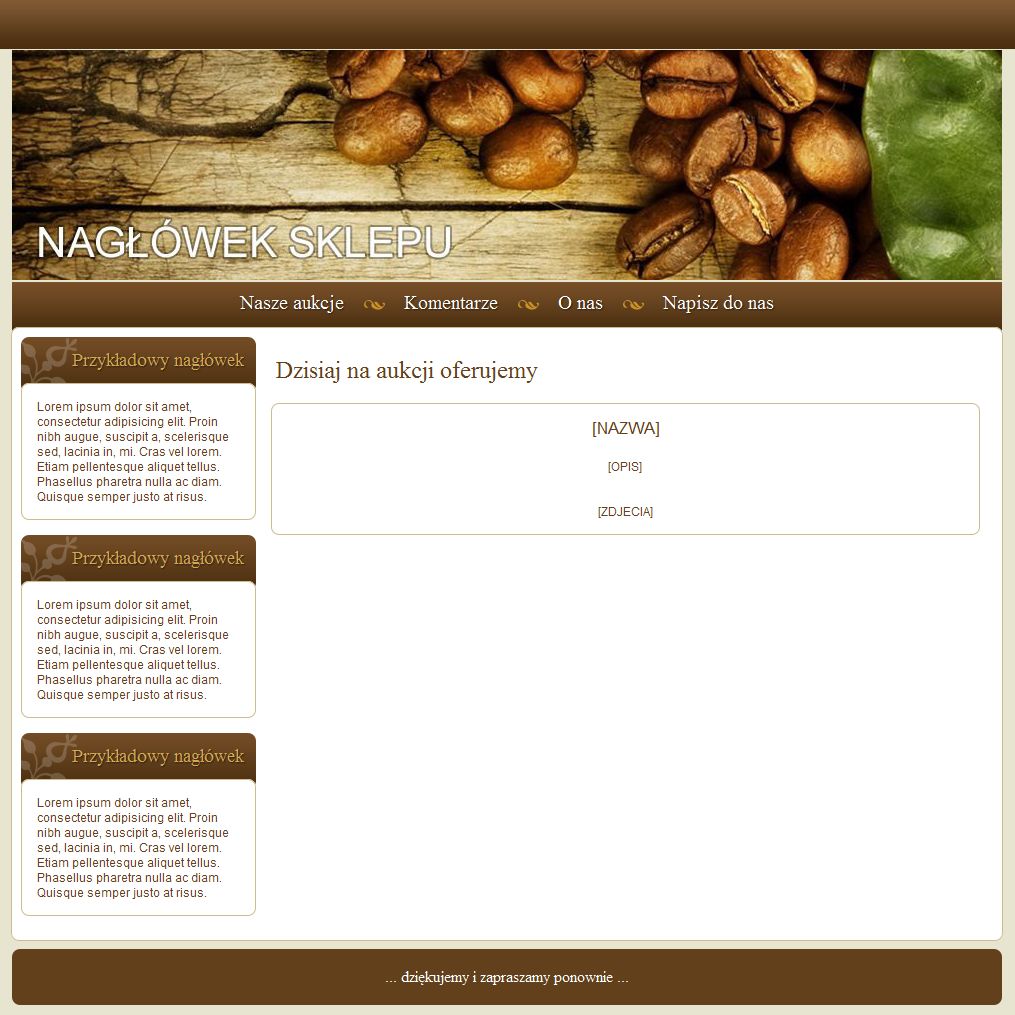 NAGŁÓWEK SKLEPU
Nasze aukcje Komentarze O nas Napisz do nas
Przykładowy nagłówek
Lorem ipsum dolor sit amet,
consectetur adipisicing elit. Proin
nibh augue, suscipit a, scelerisque
sed, lacinia in, mi. Cras vel lorem.
Etiam pellentesque aliquet tellus.
Phasellus pharetra nulla ac diam.
Quisque semper justo at risus.
Przykładowy nagłówek
Lorem ipsum dolor sit amet,
consectetur adipisicing elit. Proin
nibh augue, suscipit a, scelerisque
sed, lacinia in, mi. Cras vel lorem.
Etiam pellentesque aliquet tellus.
Phasellus pharetra nulla ac diam.
Quisque semper justo at risus.
Przykładowy nagłówek
Lorem ipsum dolor sit amet,
consectetur adipisicing elit. Proin
nibh augue, suscipit a, scelerisque
sed, lacinia in, mi. Cras vel lorem.
Etiam pellentesque aliquet tellus.
Phasellus pharetra nulla ac diam.
Quisque semper justo at risus.
Dzisiaj na aukcji oferujemy
[NAZWA]
[OPIS]
[ZDJECIA]
... dziękujemy i zapraszamy ponownie ...